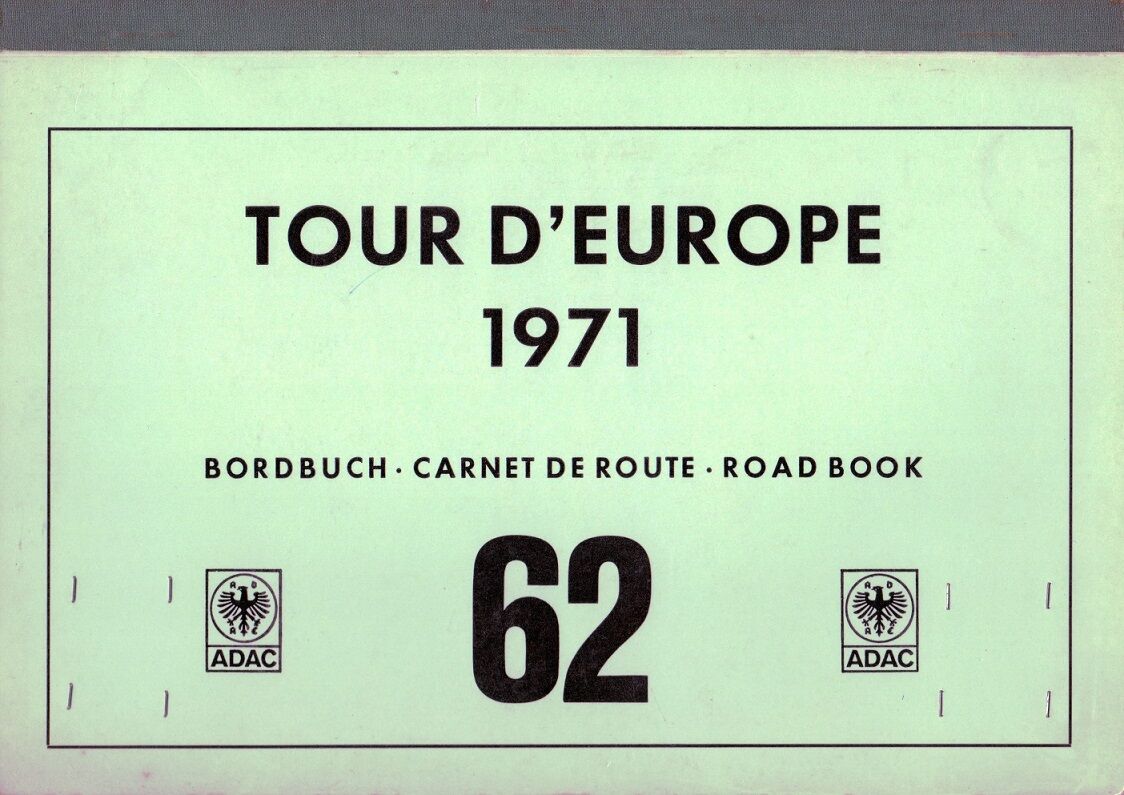 TOUR D'EUROPE
1971
BORDBUCH · CARNET DE ROUTE · ROAD BOOK
62
A D
A C
ADAC
A D
A C
ADAC